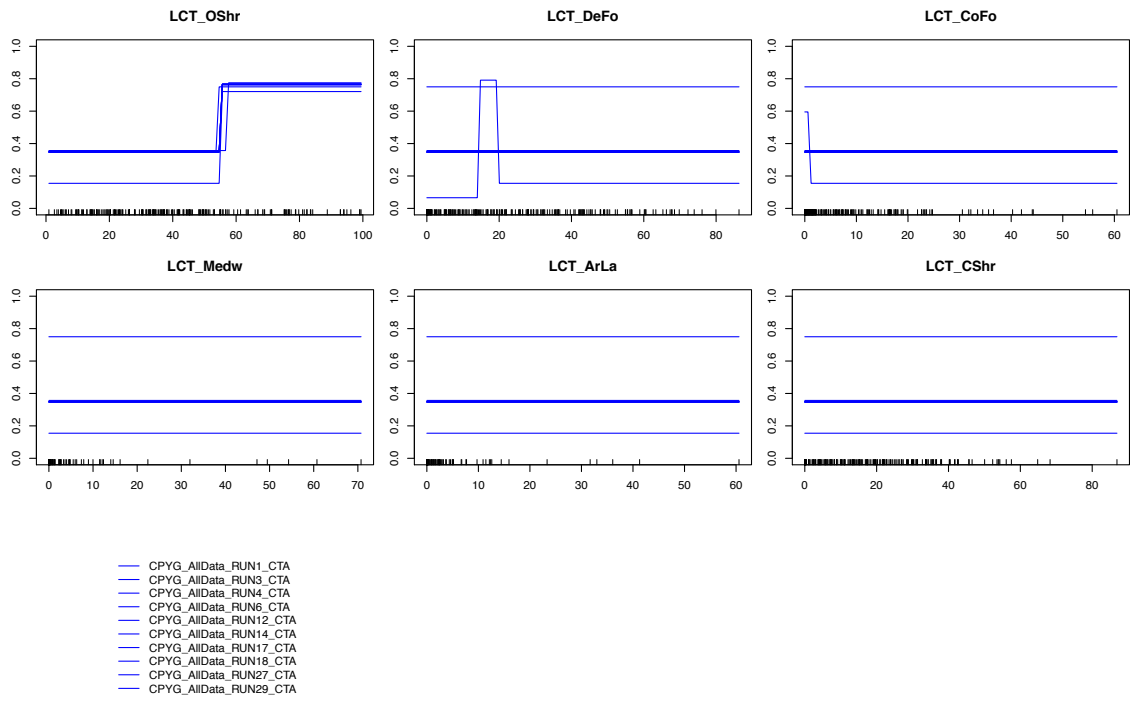 LCT_OShr
LCT_DeFo
LCT_CoFo
1.0
0.8
0.6
0.4
0.2
0.0
1.0
0.8
0.6
0.4
0.2
0.0
1.0
0.8
0.6
0.4
0.2
0.0
0 20 40 60 80 100
0 20 40 60 80
0 10 20 30 40 50 60
LCT_Medw
LCT_ArLa
LCT_CShr
1.0
0.8
0.6
0.4
0.2
0.0
1.0
0.8
0.6
0.4
0.2
0.0
1.0
0.8
0.6
0.4
0.2
0.0
0 10 20 30 40 50 60 70
0 10 20 30 40 50 60
0 20 40 60 80
CPYG_AllData_RUN1_CTA
CPYG_AllData_RUN3_CTA
CPYG_AllData_RUN4_CTA
CPYG_AllData_RUN6_CTA
CPYG_AllData_RUN12_CTA
CPYG_AllData_RUN14_CTA
CPYG_AllData_RUN17_CTA
CPYG_AllData_RUN18_CTA
CPYG_AllData_RUN27_CTA
CPYG_AllData_RUN29_CTA